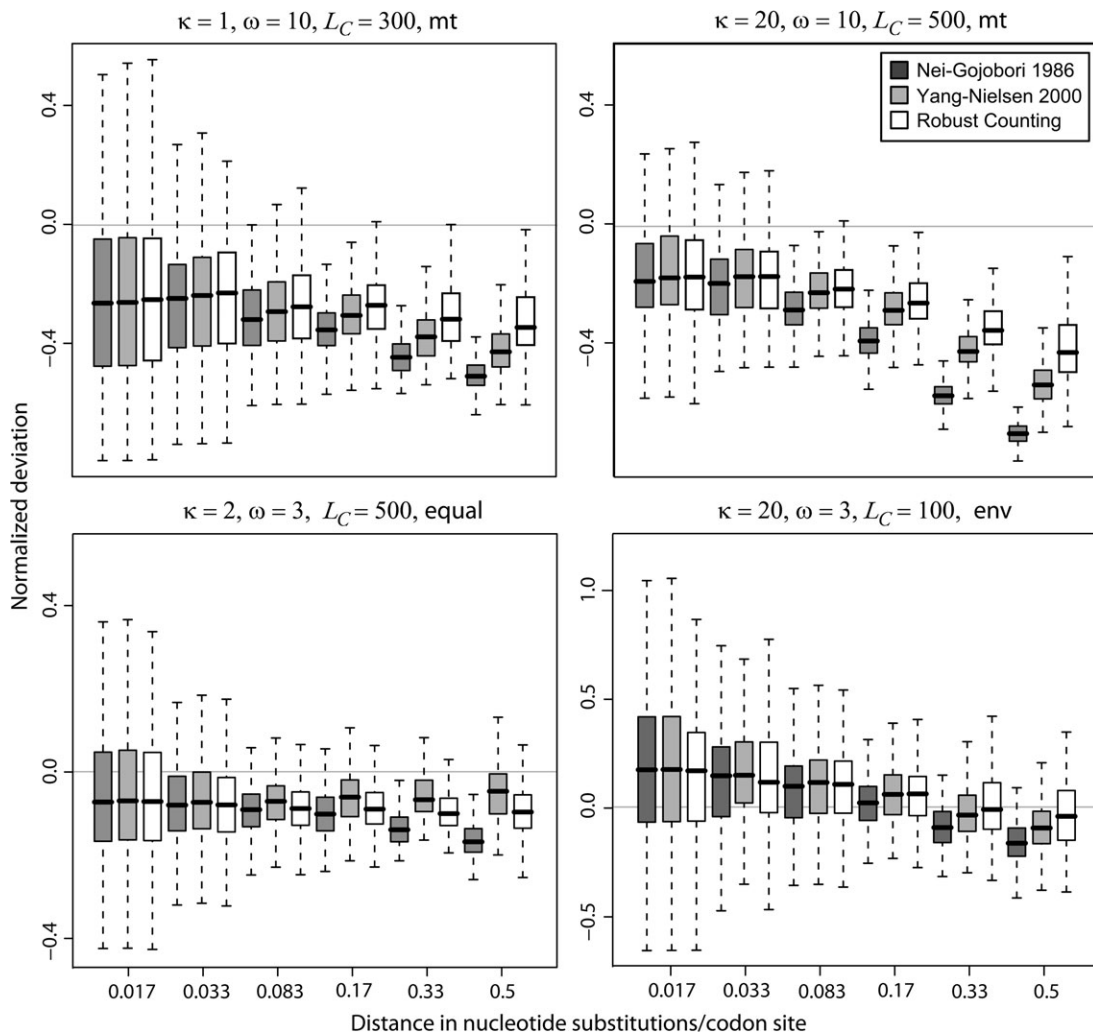 κ = 1, ω = 10, L_C = 300, mt
κ = 20, ω = 10, L_C = 500, mt
Nei-Gojobori 1986
Yang-Nielsen 2000
Robust Counting
0.4
0.0
-0.4
0.4
0.0
-0.4
Normalized deviation
κ = 2, ω = 3, L_C = 500, equal
κ = 20, ω = 3, L_C = 100, env
0.4
0.0
-0.4
1.0
0.5
0.0
-0.5
0.017 0.033 0.083 0.17 0.33 0.5
0.017 0.033 0.083 0.17 0.33 0.5
Distance in nucleotide substitutions/codon site